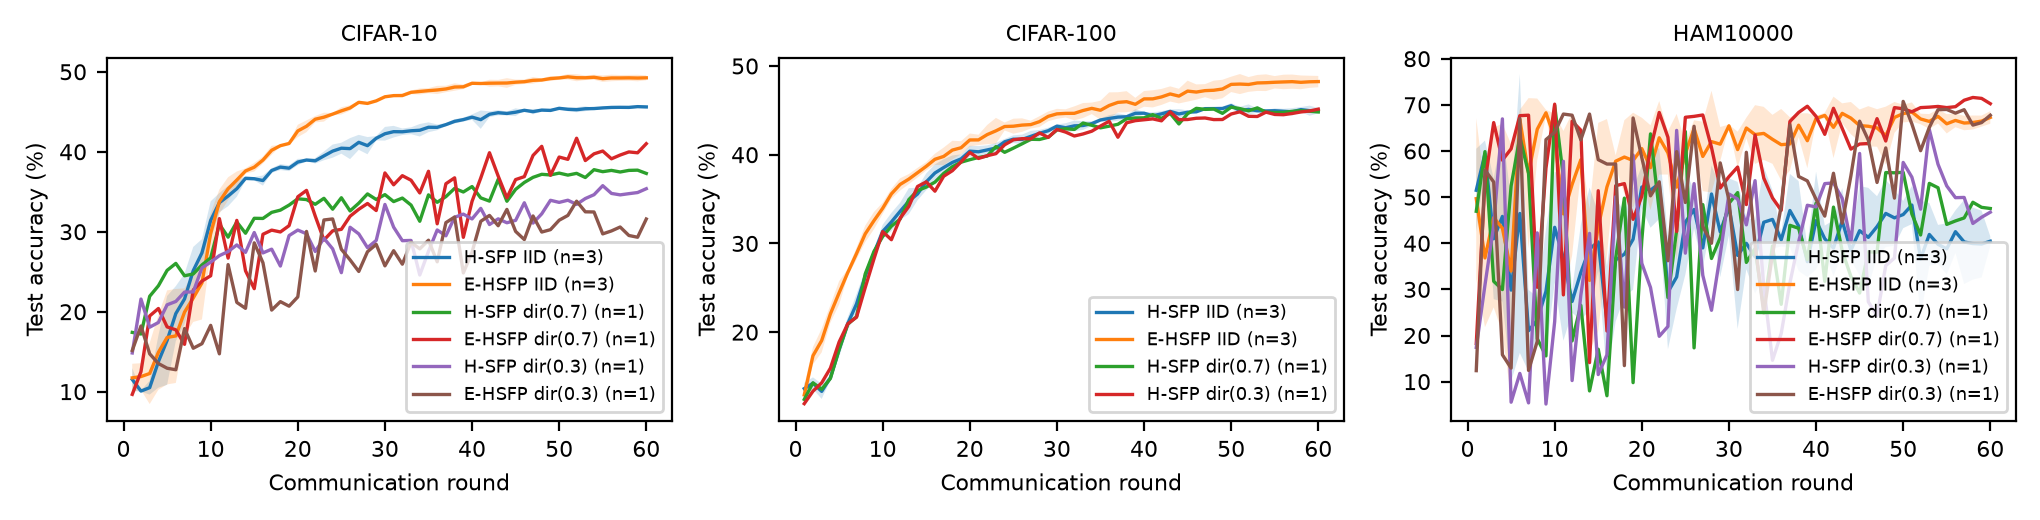 CIFAR-10
50
40
30
20
10
Test accuracy (%)
0 10 20 30 40 50 60
Communication round
H-SFP IID (n=3)
E-HSFP IID (n=3)
H-SFP dir(0.7) (n=1)
E-HSFP dir(0.7) (n=1)
H-SFP dir(0.3) (n=1)
E-HSFP dir(0.3) (n=1)
CIFAR-100
50
40
30
20
Test accuracy (%)
0 10 20 30 40 50 60
Communication round
H-SFP IID (n=3)
E-HSFP IID (n=3)
H-SFP dir(0.7) (n=1)
H-SFP dir(0.3) (n=1)
HAM10000
80
70
60
50
40
30
20
10
Test accuracy (%)
0 10 20 30 40 50 60
Communication round
H-SFP IID (n=3)
E-HSFP IID (n=3)
H-SFP dir(0.7) (n=1)
E-HSFP dir(0.7) (n=1)
H-SFP dir(0.3) (n=1)
E-HSFP dir(0.3) (n=1)